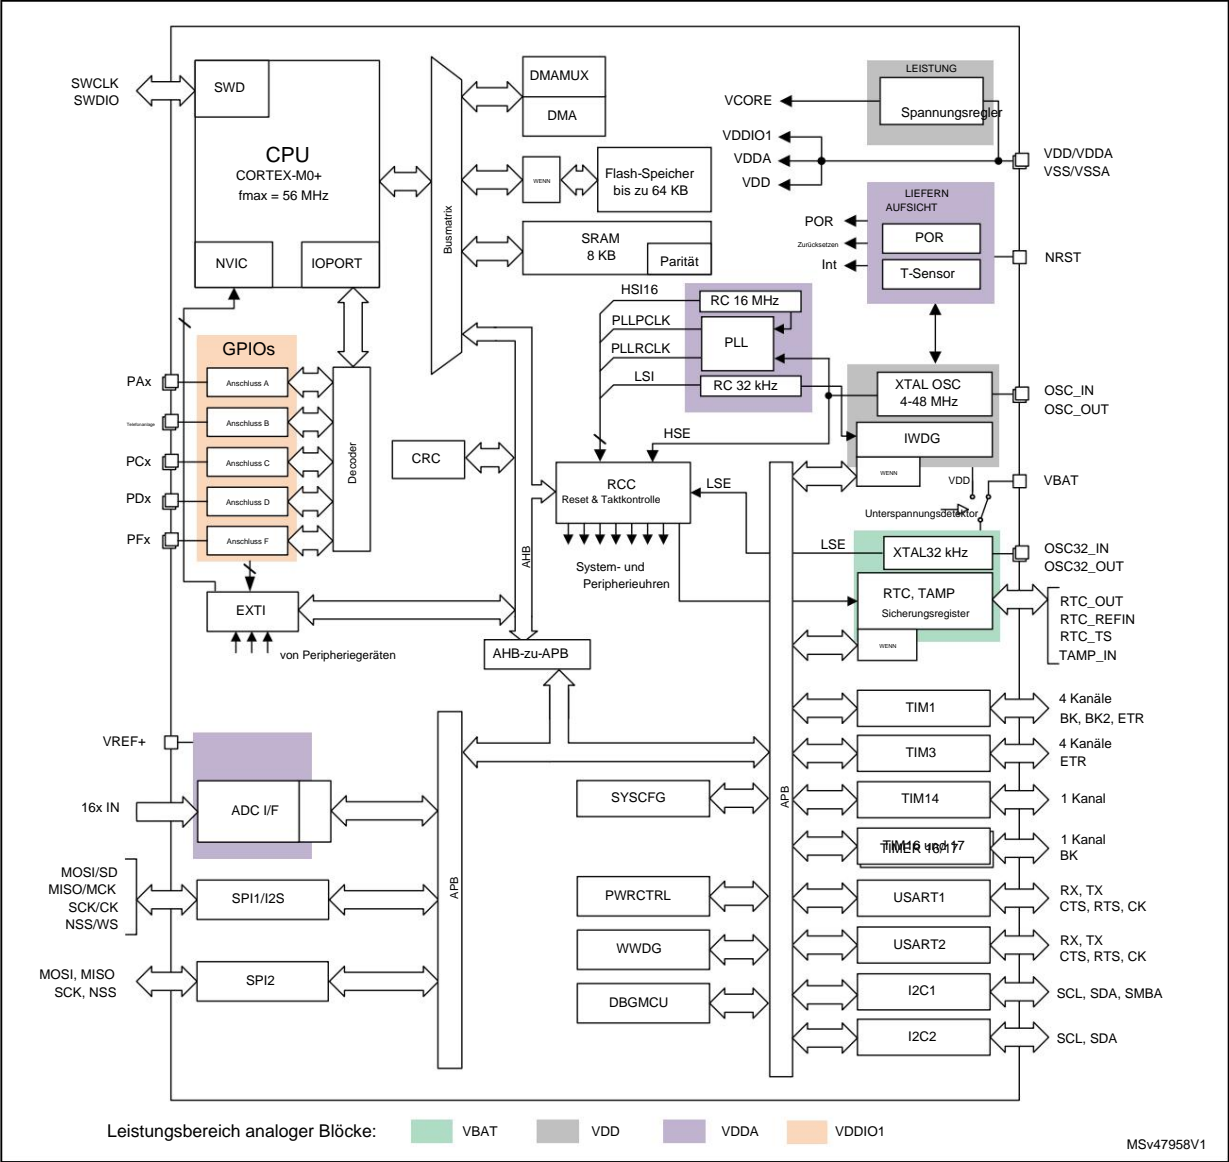 SWCLK
SWDIO
SWD
CPU
CORTEX-M0+
fmax = 56 MHz
NVIC
IOPORT
Busmatrix
DMAMUX
DMA
WENN
Flash-Speicher
bis zu 64 KB
SRAM
8 KB
Parität
LEISTUNG
Spannungsregler
VCORE
VDDIO1
VDDA
VDD
VDD/VDDA
VSS/VSSA
LIEFERN
AUFSICHT
POR
Zurücksetzen
Int
POR
T-Sensor
NRST
HSI16
PLLPCLK
PLLRCLK
LSI
RC 16 MHz
PLL
RC 32 kHz
GPIOs
PAx
Anschluss A
Telefonanlage
Anschluss B
PCx
Anschluss C
PDx
Anschluss D
PFx
Anschluss F
Decoder
CRC
HSE
XTAL OSC
4-48 MHz
OSC_IN
OSC_OUT
IWDG
WENN
VDD
VBAT
Unterspannungsdetektor
RCC
Reset & Taktkontrolle
LSE
LSE
XTAL32 kHz
OSC32_IN
OSC32_OUT
System- und
Peripherieuhren
RTC, TAMP
Sicherungsregister
WENN
RTC_OUT
RTC_REFIN
RTC_TS
TAMP_IN
AHB
EXTI
von Peripheriegeräten
AHB-zu-APB
VREF+
16x IN
ADC I/F
MOSI/SD
MISO/MCK
SCK/CK
NSS/WS
SPI1/I2S
MOSI, MISO
SCK, NSS
SPI2
APB
SYSCFG
PWRCTRL
WWDG
DBGMCU
APB
TIM1
4 Kanäle
BK, BK2, ETR
TIM3
4 Kanäle
ETR
TIM14
1 Kanal
TIM16 und 17
TIMER 16/17
1 Kanal
BK
USART1
RX, TX
CTS, RTS, CK
USART2
RX, TX
CTS, RTS, CK
I2C1
SCL, SDA, SMBA
I2C2
SCL, SDA
Leistungsbereich analoger Blöcke:
VBAT
VDD
VDDA
VDDIO1
MSv47958V1